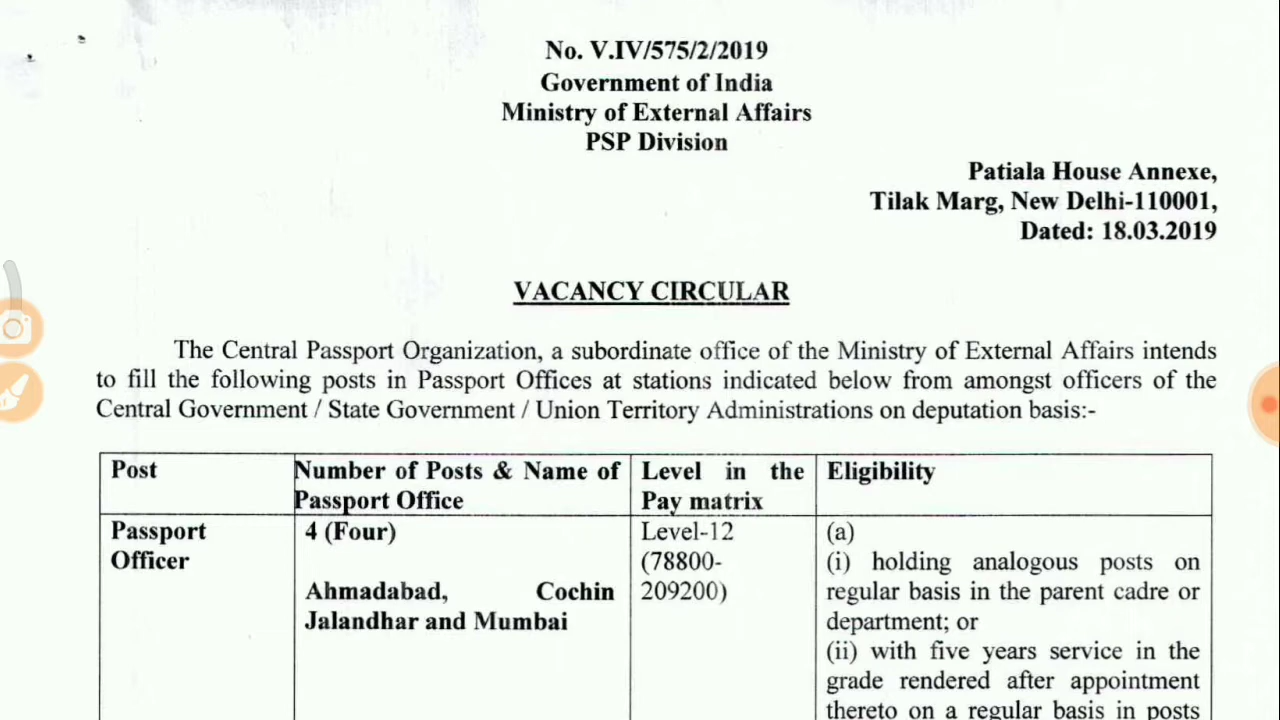 No. V.IV/575/2/2019
Government of India
Ministry of External Affairs
PSP Division
Patiala House Annexe,
Tilak Marg, New Delhi-110001,
Dated: 18.03.2019
VACANCY CIRCULAR
The Central Passport Organization, a subordinate office of the Ministry of External Affairs intends
to fill the following posts in Passport Offices at stations indicated below from amongst officers of the
Central Government / State Government / Union Territory Administrations on deputation basis:-
Post
Number of Posts & Name of
Passport Office
Level in the
Pay matrix
Eligibility
Passport
Officer
4 (Four)
Ahmadabad, Cochin
Jalandhar and Mumbai
Level-12
(78800-
209200)
(a)
(i) holding analogous posts on
regular basis in the parent cadre or
department; or
(ii) with five years service in the
grade rendered after appointment
thereto on a regular basis in posts